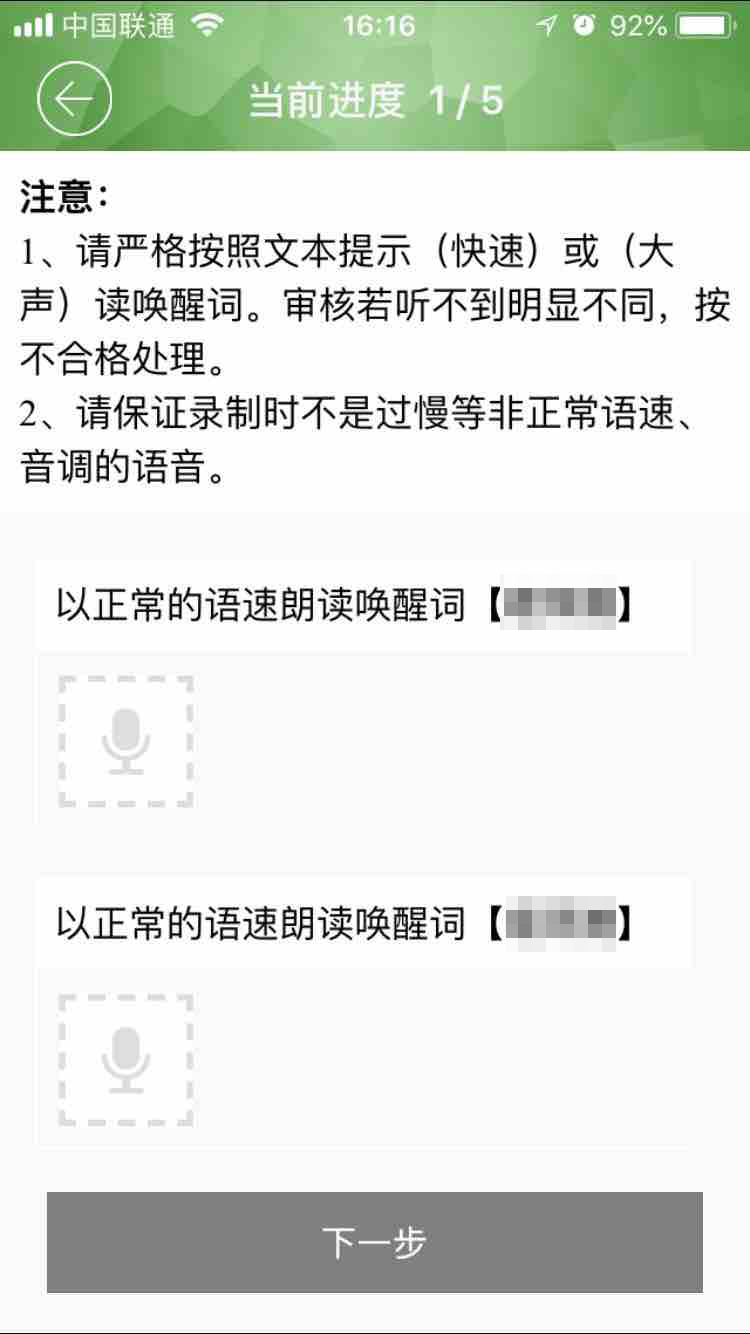 中国联通 16:16 92%
当前进度 1/5
注意：
1、请严格按照文本提示（快速）或（大
声）读唤醒词。审核若听不到明显不同，按
不合格处理。
2、请保证录制时不是过慢等非正常语速、
音调的语音。
以正常的语速朗读唤醒词【】
以正常的语速朗读唤醒词【】
下一步